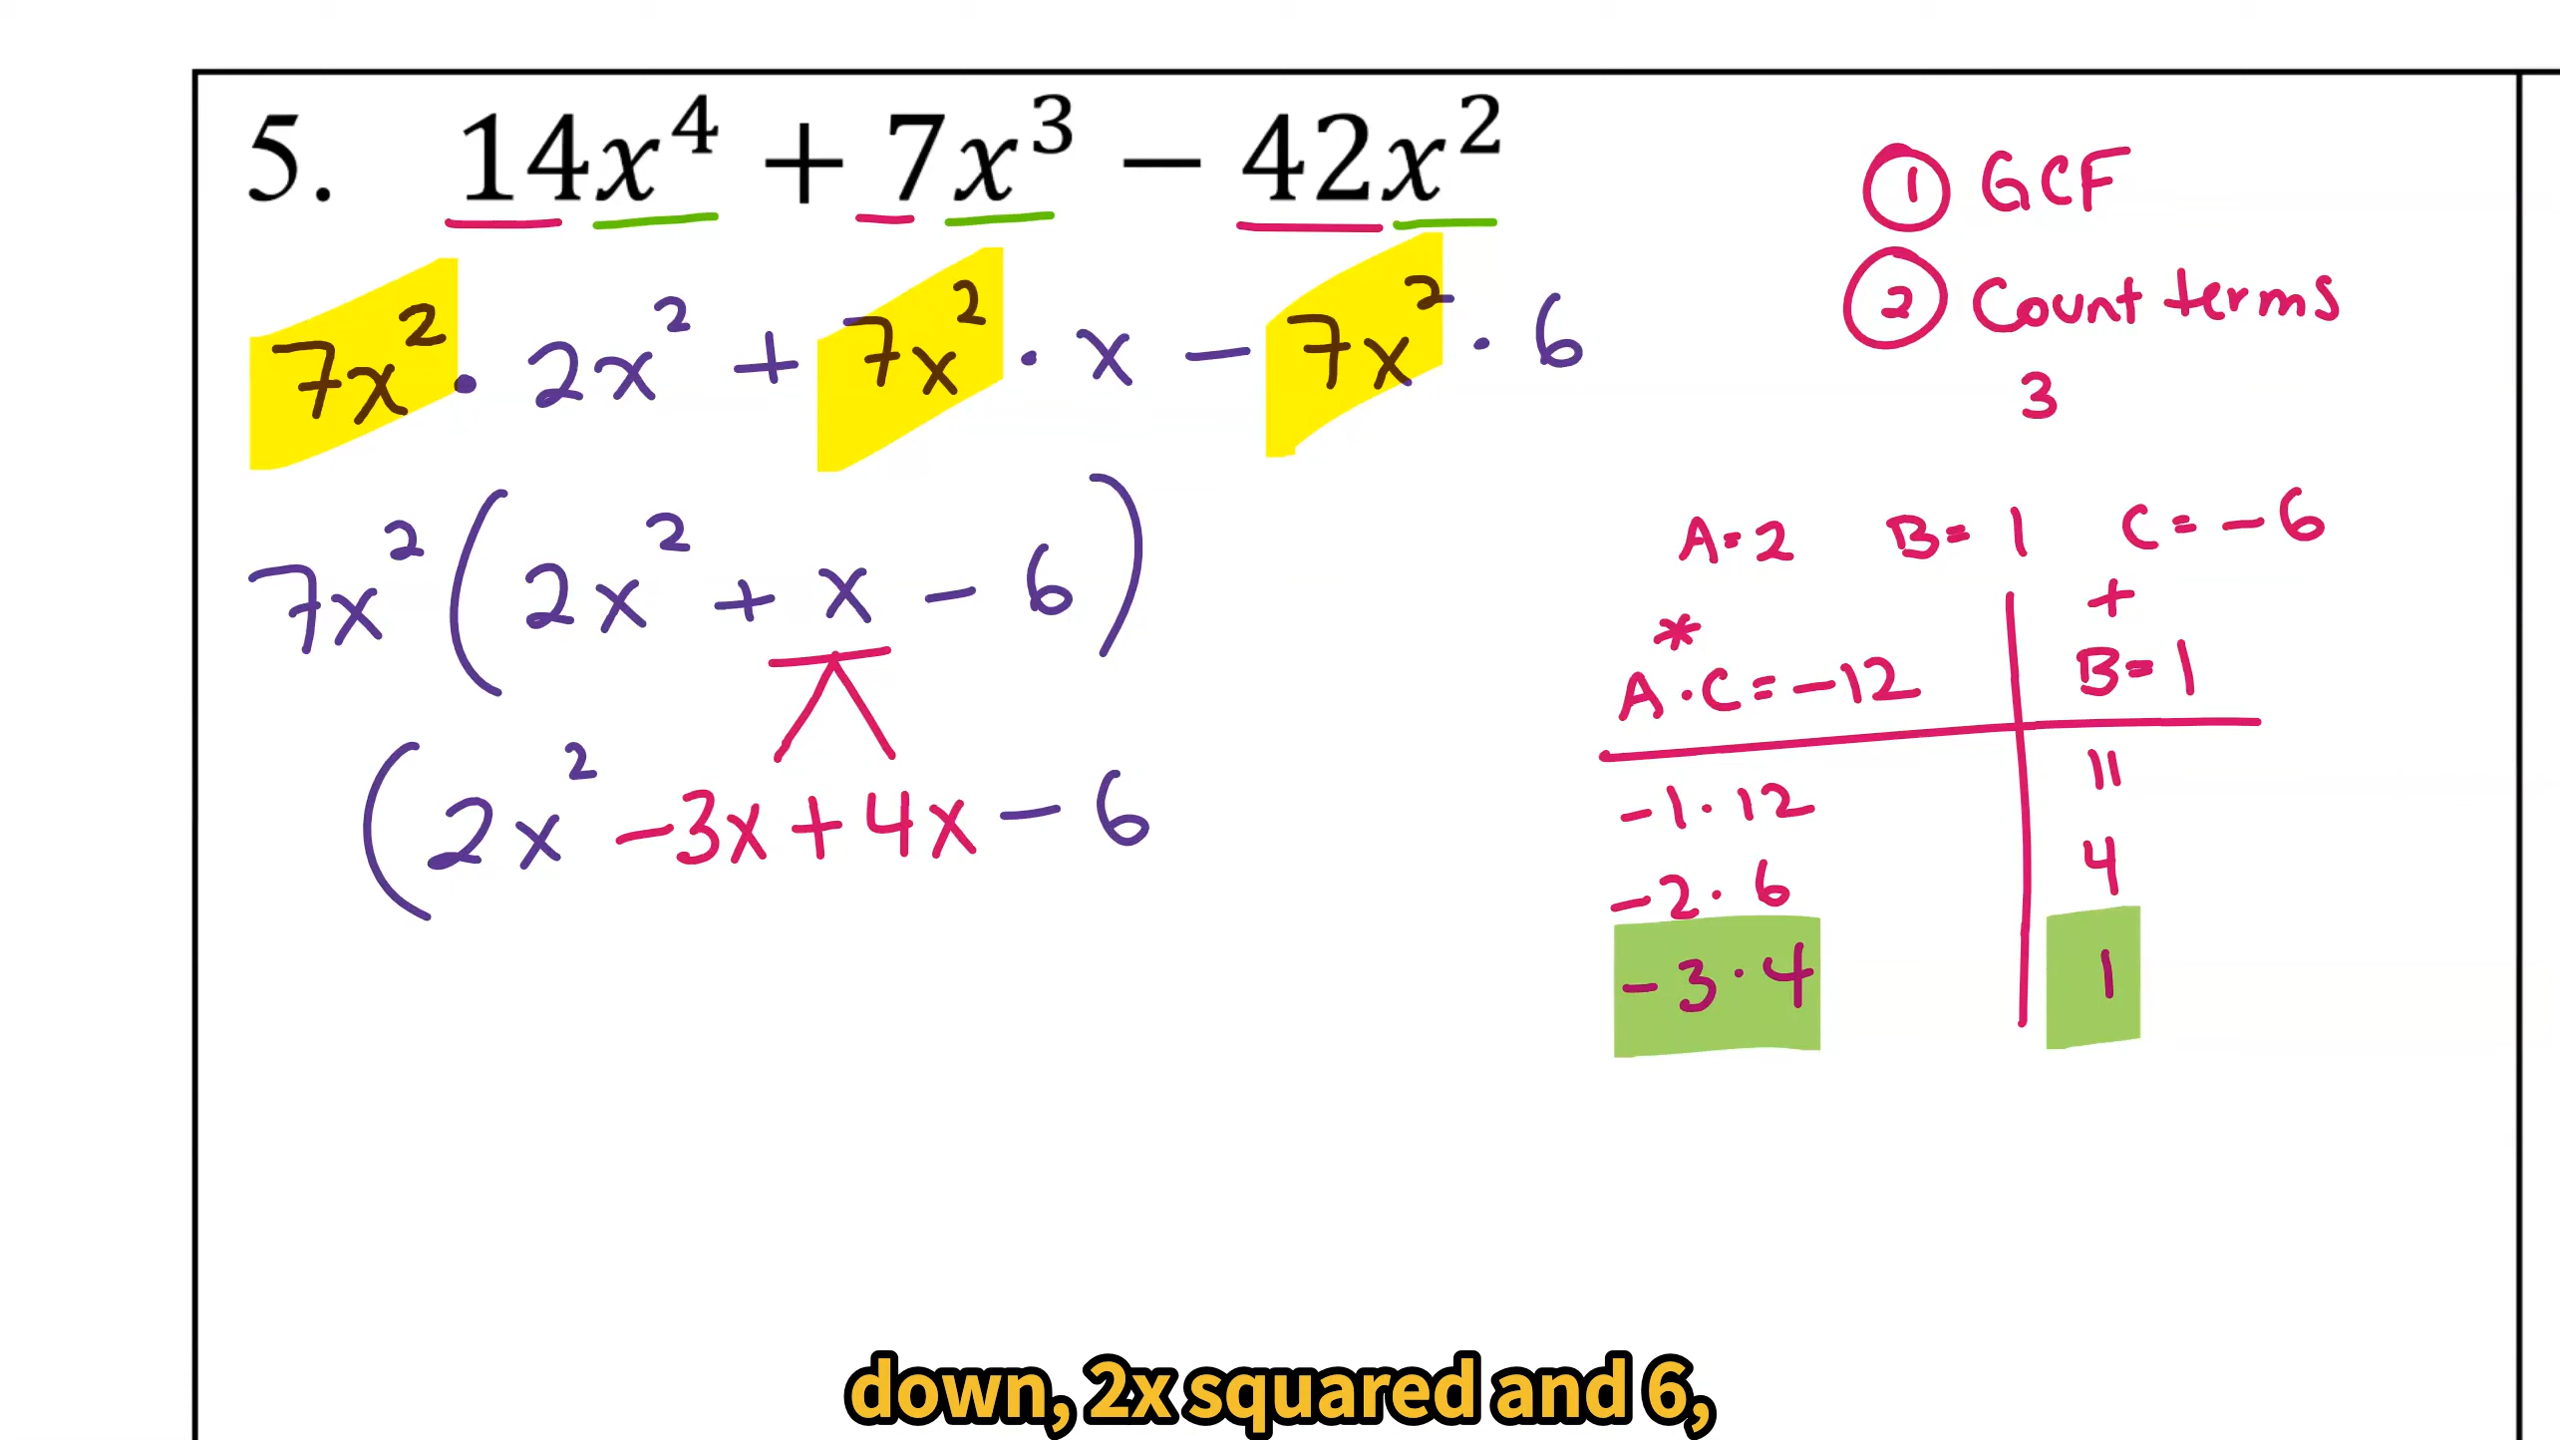 5. 14x⁴ + 7x³ − 42x²
① GCF
② Count terms
3
7x² · 2x² + 7x² · x − 7x² · 6
7x²(2x² + x − 6)
(2x² −3x + 4x − 6
A=2 B=1 C=−6
* +
A·C=−12 B=1
−1·12 11
−2·6 4
−3·4 1
down, 2x squared and 6,